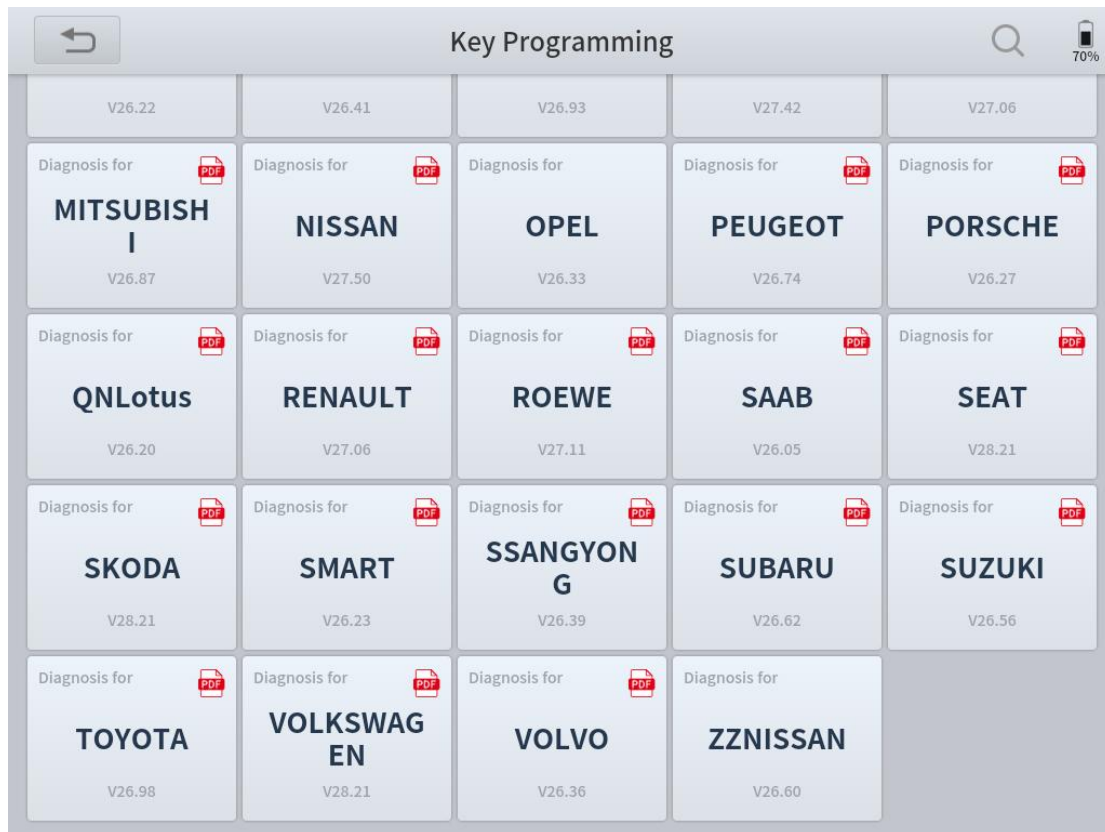 Key Programming
70%
V26.22 V26.41 V26.93 V27.42 V27.06
Diagnosis for PDF Diagnosis for PDF Diagnosis for Diagnosis for PDF Diagnosis for PDF
MITSUBISH
I NISSAN OPEL PEUGEOT PORSCHE
V26.87 V27.50 V26.33 V26.74 V26.27
Diagnosis for PDF Diagnosis for PDF Diagnosis for PDF Diagnosis for PDF Diagnosis for PDF
QNLotus RENAULT ROEWE SAAB SEAT
V26.20 V27.06 V27.11 V26.05 V28.21
Diagnosis for PDF Diagnosis for PDF Diagnosis for PDF Diagnosis for PDF Diagnosis for PDF
SKODA SMART SSANGYON
G SUBARU SUZUKI
V28.21 V26.23 V26.39 V26.62 V26.56
Diagnosis for PDF Diagnosis for PDF Diagnosis for PDF Diagnosis for
TOYOTA VOLKSWAG
EN VOLVO ZZNISSAN
V26.98 V28.21 V26.36 V26.60